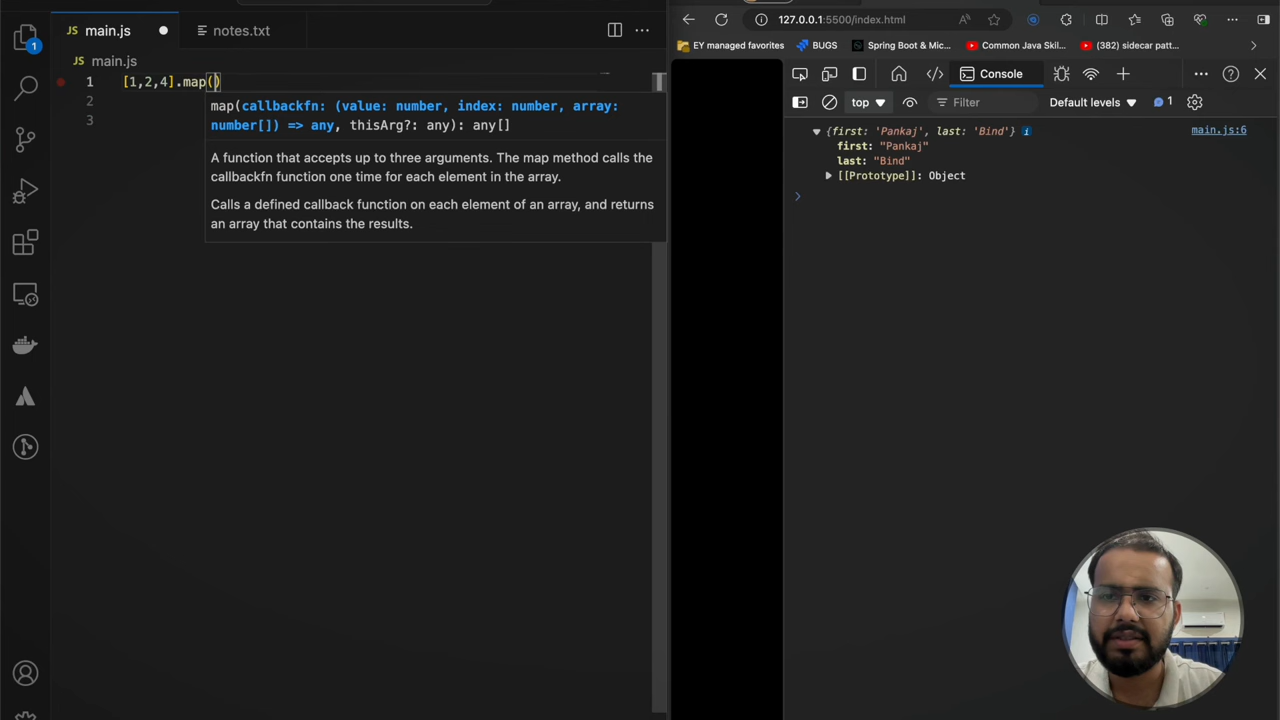 JS main.js
notes.txt
JS main.js
1
[1,2,4].map()
2
3
map(callbackfn: (value: number, index: number, array:
number[]) => any, thisArg?: any): any[]
A function that accepts up to three arguments. The map method calls the
callbackfn function one time for each element in the array.
Calls a defined callback function on each element of an array, and returns
an array that contains the results.
1
127.0.0.1:5500/index.html
EY managed favorites
BUGS
Spring Boot & Mic...
Common Java Skil...
(382) sidecar patt...
Console
top
Filter
Default levels
1
{first: 'Pankaj', last: 'Bind'}
main.js:6
first: "Pankaj"
last: "Bind"
[[Prototype]]: Object